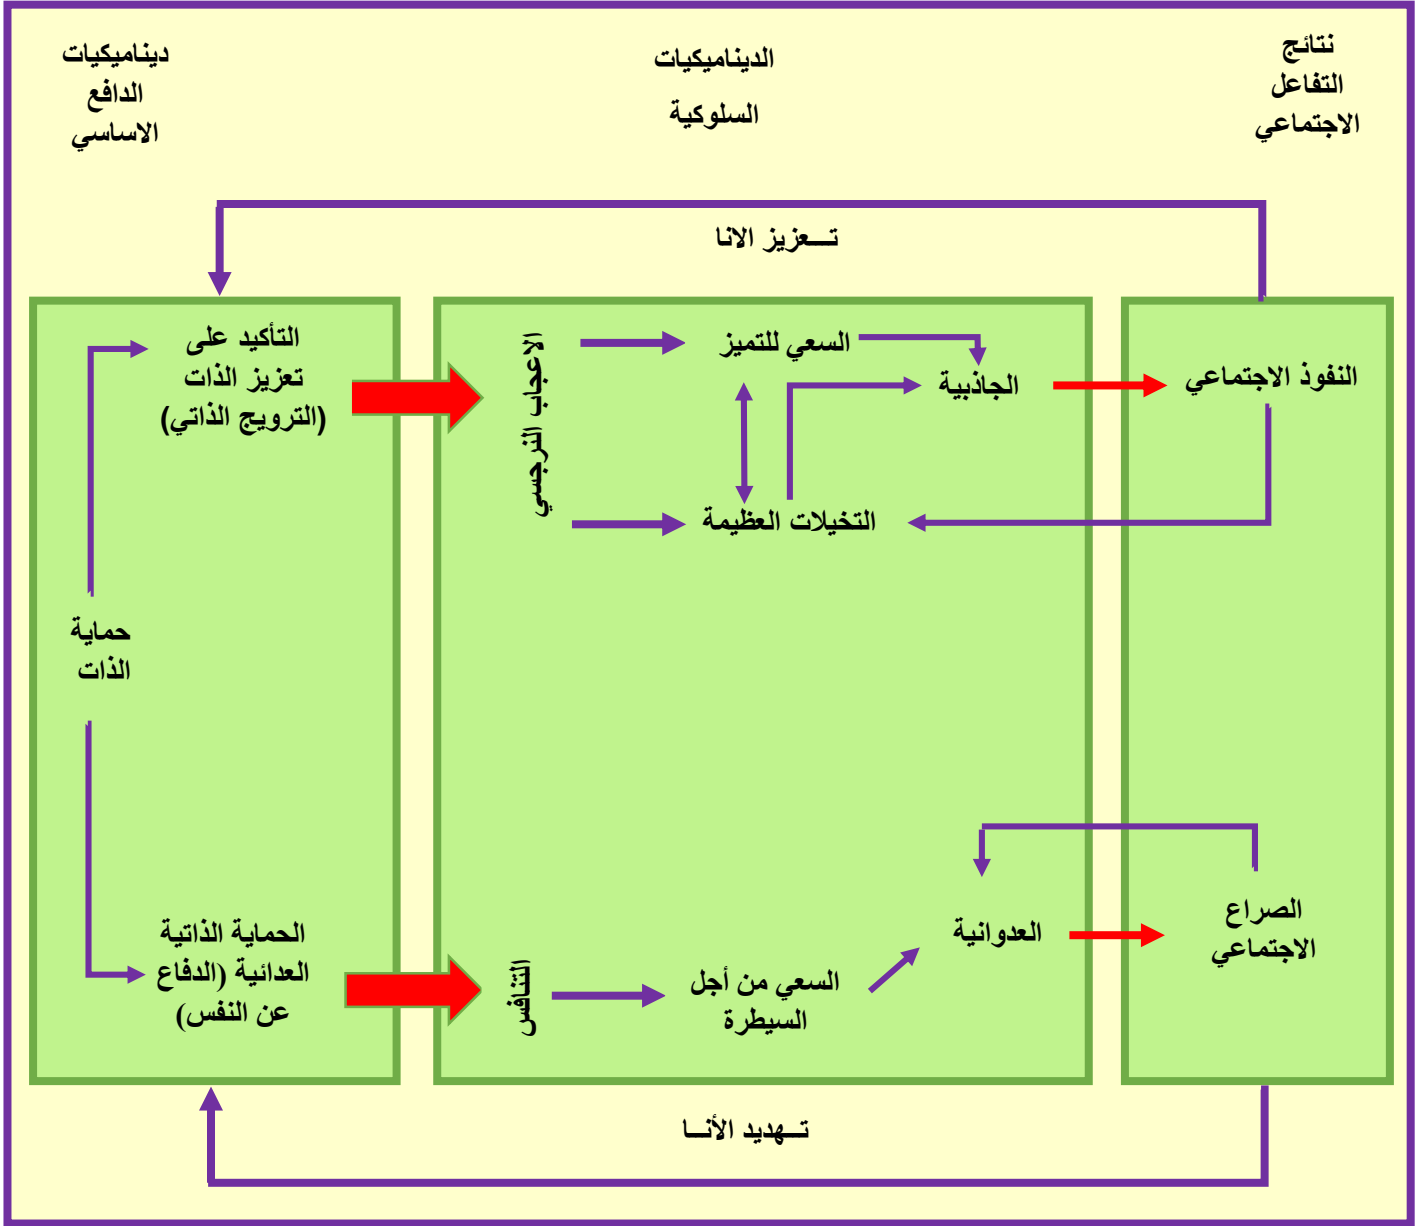 نتائج
التفاعل
الاجتماعي
الديناميكيات
السلوكية
ديناميكيات
الدافع
الاساسي
تـــعزيز الانا
النفوذ الاجتماعي
السعي للتميز
الجاذبية
التخيلات العظيمة
الاعجاب النرجسي
التأكيد على
تعزيز الذات
(الترويج الذاتي)
حماية
الذات
الصراع
الاجتماعي
العدوانية
السعي من أجل
السيطرة
التنافس
الحماية الذاتية
العدائية (الدفاع
عن النفس)
تـــهديد الأنـــا